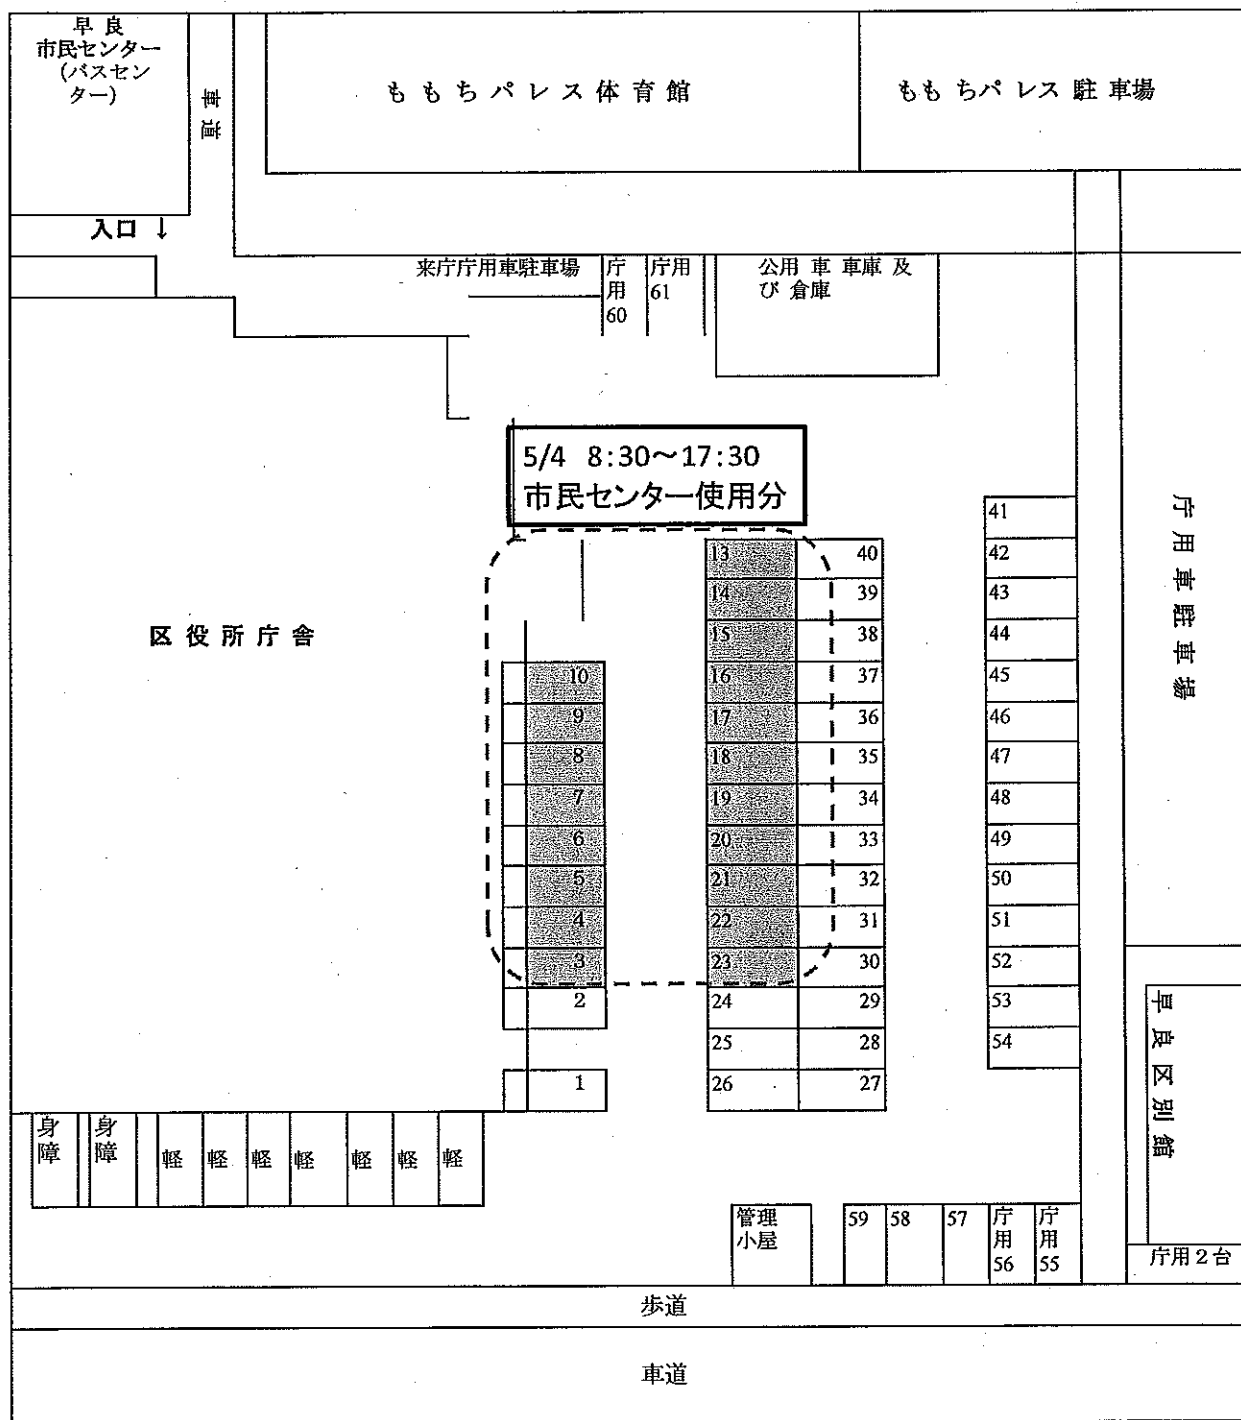 早 良
市民センター
(バスセン
ター)
車道
ももちパレス体育館
ももちパレス 駐車場
入口 ↓
来庁庁用車駐車場
庁用60
庁用
61
公用 車 車庫 及
び 倉庫
5/4 8:30～17:30
市民センター使用分
区役所庁舎
10
9
8
7
6
5
4
3
2
1
13
14
15
16
17
18
19
20
21
22
23
24
25
26
40
39
38
37
36
35
34
33
32
31
30
29
28
27
41
42
43
44
45
46
47
48
49
50
51
52
53
54
庁用車駐車場
早良区別館
身障
身障
軽
軽
軽
軽
軽
軽
軽
管理
小屋
59
58
57
庁用56
庁用55
庁用2台
歩道
車道